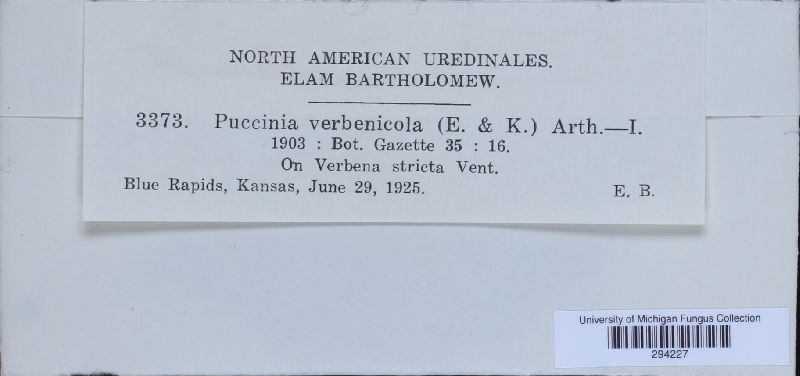 NORTH AMERICAN UREDINALES.
ELAM BARTHOLOMEW.
3373. Puccinia verbenicola (E. & K.) Arth.—I.
1903 : Bot. Gazette 35 : 16.
On Verbena stricta Vent.
Blue Rapids, Kansas, June 29, 1925. E. B.
University of Michigan Fungus Collection
294227